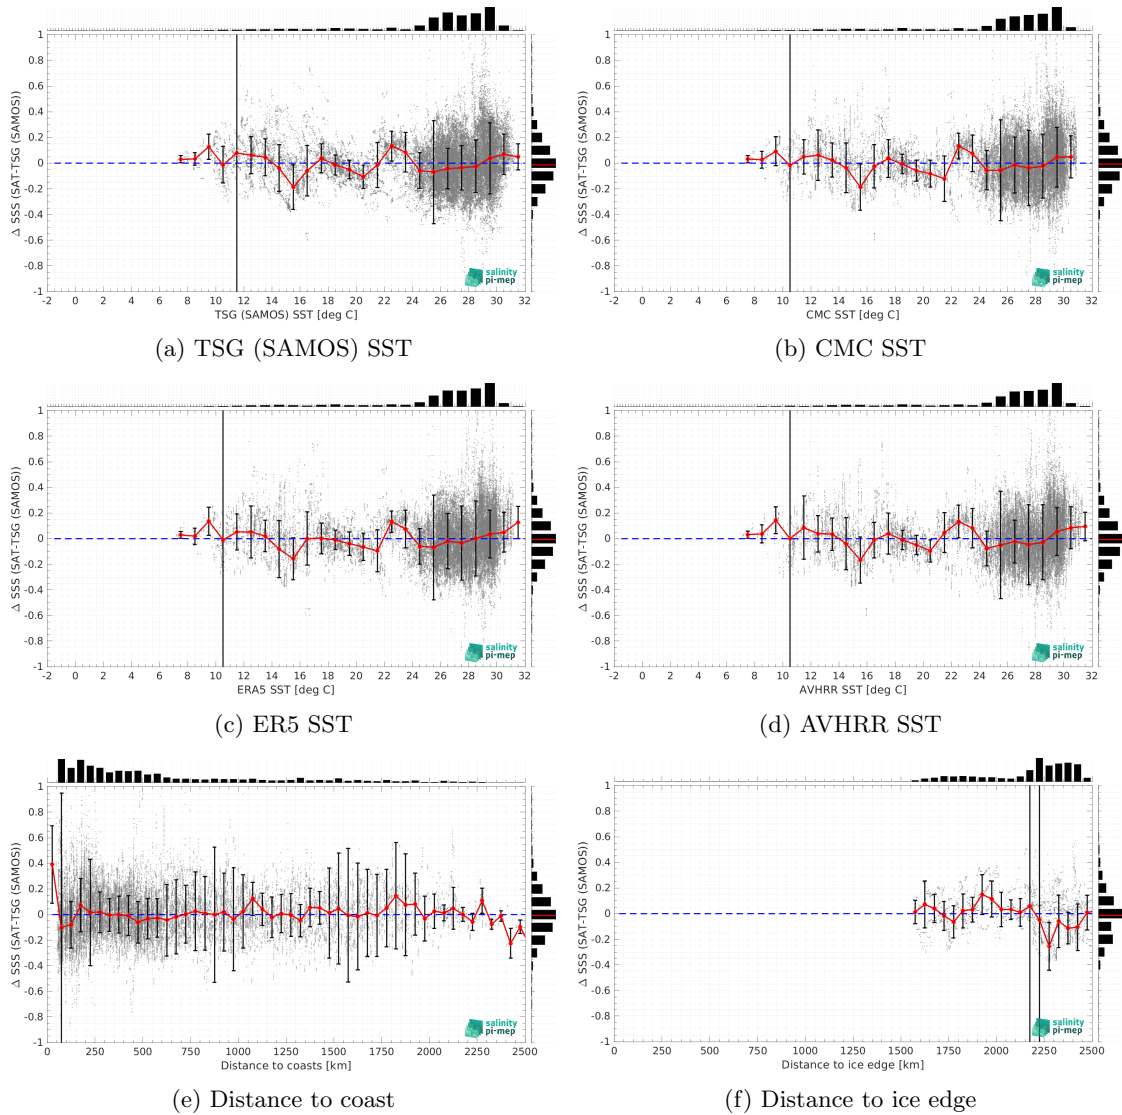 1
0.8
0.6
0.4
0.2
0
-0.2
-0.4
-0.6
-0.8
-1
Δ SSS (SAT-TSG (SAMOS))
salinity
pi-mep
-2 0 2 4 6 8 10 12 14 16 18 20 22 24 26 28 30 32
TSG (SAMOS) SST [deg C]
(a) TSG (SAMOS) SST
1
0.8
0.6
0.4
0.2
0
-0.2
-0.4
-0.6
-0.8
-1
Δ SSS (SAT-TSG (SAMOS))
salinity
pi-mep
-2 0 2 4 6 8 10 12 14 16 18 20 22 24 26 28 30 32
CMC SST [deg C]
(b) CMC SST
1
0.8
0.6
0.4
0.2
0
-0.2
-0.4
-0.6
-0.8
-1
Δ SSS (SAT-TSG (SAMOS))
salinity
pi-mep
-2 0 2 4 6 8 10 12 14 16 18 20 22 24 26 28 30 32
ERA5 SST [deg C]
(c) ER5 SST
1
0.8
0.6
0.4
0.2
0
-0.2
-0.4
-0.6
-0.8
-1
Δ SSS (SAT-TSG (SAMOS))
salinity
pi-mep
-2 0 2 4 6 8 10 12 14 16 18 20 22 24 26 28 30 32
AVHRR SST [deg C]
(d) AVHRR SST
1
0.8
0.6
0.4
0.2
0
-0.2
-0.4
-0.6
-0.8
-1
Δ SSS (SAT-TSG (SAMOS))
salinity
pi-mep
0 250 500 750 1000 1250 1500 1750 2000 2250 2500
Distance to coasts [km]
(e) Distance to coast
1
0.8
0.6
0.4
0.2
0
-0.2
-0.4
-0.6
-0.8
-1
Δ SSS (SAT-TSG (SAMOS))
salinity
pi-mep
0 250 500 750 1000 1250 1500 1750 2000 2250 2500
Distance to ice edge [km]
(f) Distance to ice edge